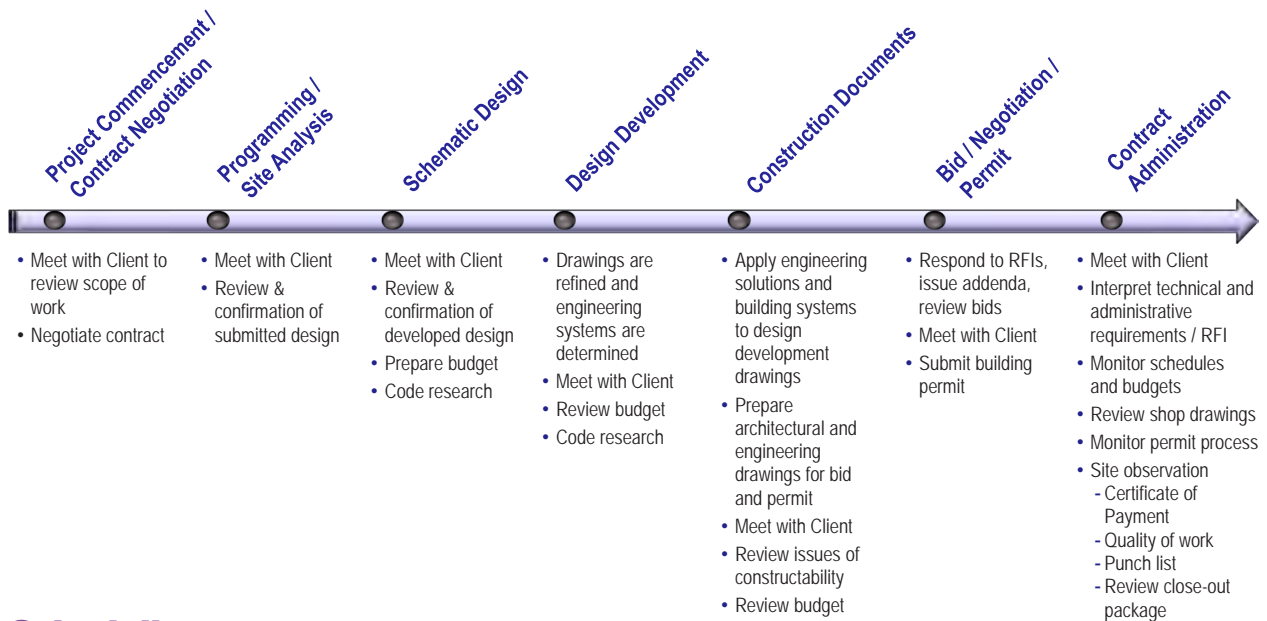 Project Commencement /
Contract Negotiation
Programming /
Site Analysis
Schematic Design
Design Development
Construction Documents
Bid / Negotiation /
Permit
Contract
Administration
• Meet with Client to
review scope of
work
• Negotiate contract
• Meet with Client
• Review &
confirmation of
submitted design
• Meet with Client
• Review &
confirmation of
developed design
• Prepare budget
• Code research
• Drawings are
refined and
engineering
systems are
determined
• Meet with Client
• Review budget
• Code research
• Apply engineering
solutions and
building systems
to design
development
drawings
• Prepare
architectural and
engineering
drawings for bid
and permit
• Meet with Client
• Review issues of
constructability
• Review budget
• Respond to RFIs,
issue addenda,
review bids
• Meet with Client
• Submit building
permit
• Meet with Client
• Interpret technical and
administrative
requirements / RFI
• Monitor schedules
and budgets
• Review shop drawings
• Monitor permit process
• Site observation
- Certificate of
Payment
- Quality of work
- Punch list
- Review close-out
package